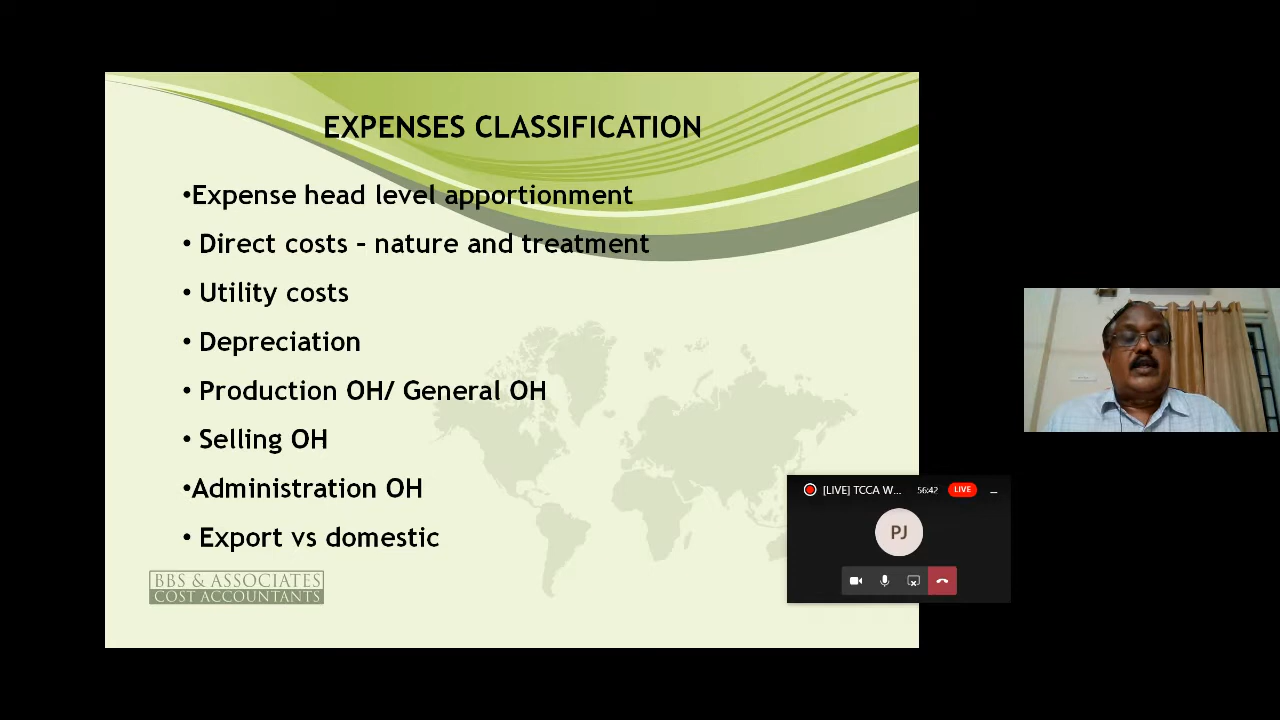 EXPENSES CLASSIFICATION
•Expense head level apportionment
• Direct costs – nature and treatment
• Utility costs
• Depreciation
• Production OH/ General OH
• Selling OH
•Administration OH
• Export vs domestic
BBS & ASSOCIATES
COST ACCOUNTANTS
[LIVE] TCCA W... 56:42 LIVE
PJ